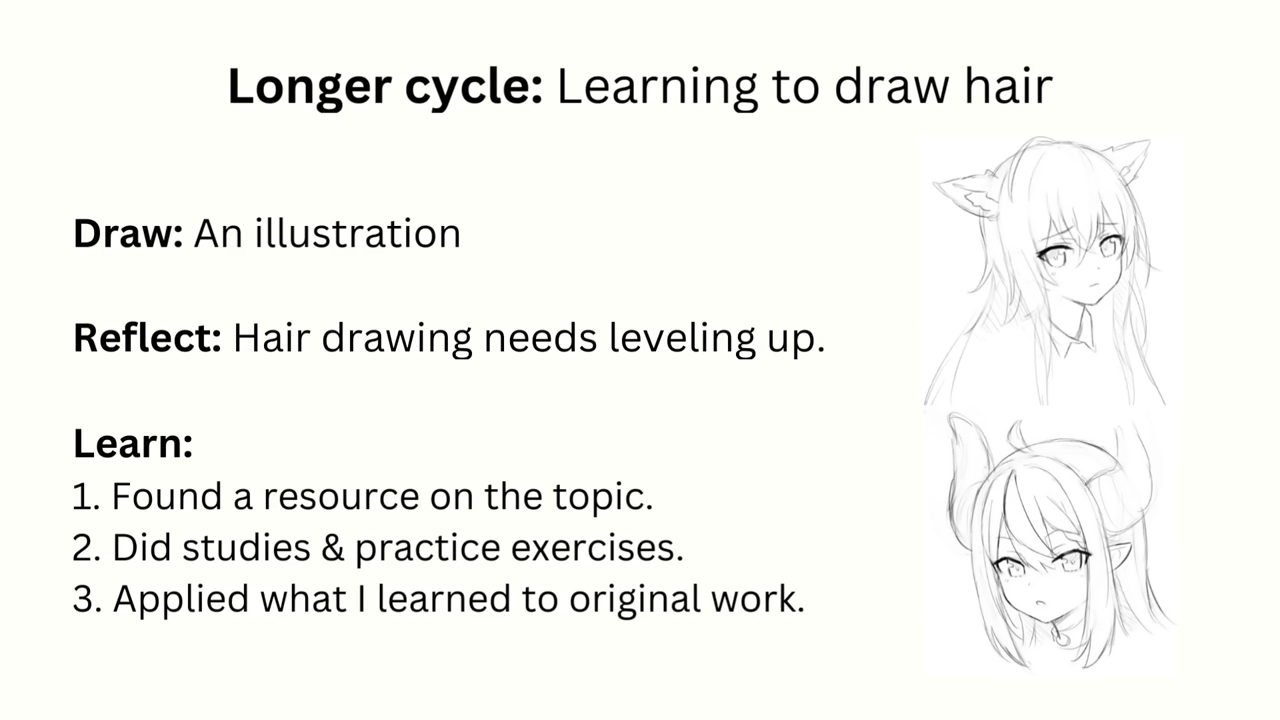 Longer cycle: Learning to draw hair
Draw: An illustration
Reflect: Hair drawing needs leveling up.
Learn:
1. Found a resource on the topic.
2. Did studies & practice exercises.
3. Applied what I learned to original work.